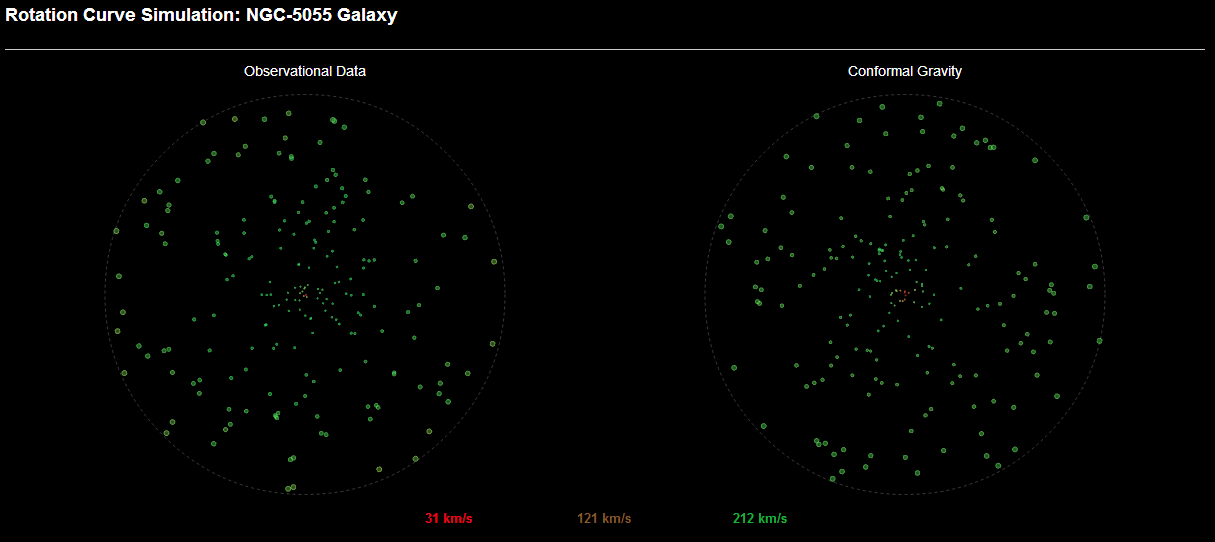 Rotation Curve Simulation: NGC-5055 Galaxy
Observational Data
Conformal Gravity
31 km/s
121 km/s
212 km/s